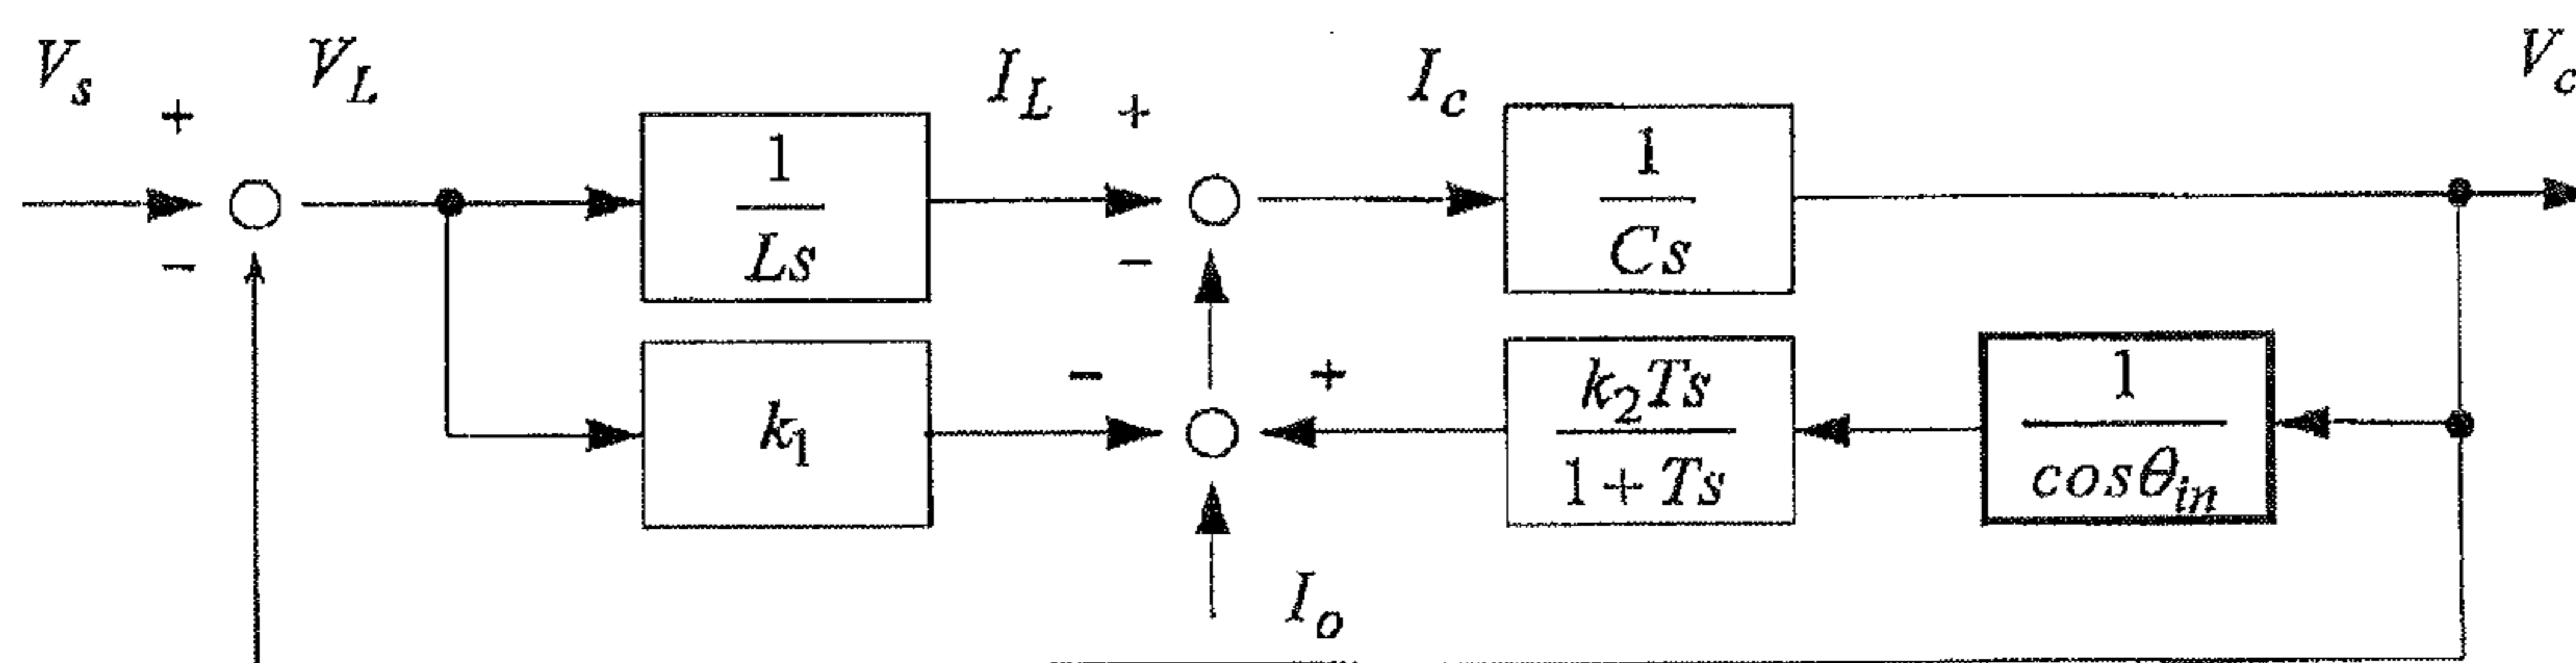 V_s + V_L I_L + I_c V_c
1/Ls 1/Cs
− −
k_1 − + k_2Ts/1+Ts 1/cosθ_in
I_o